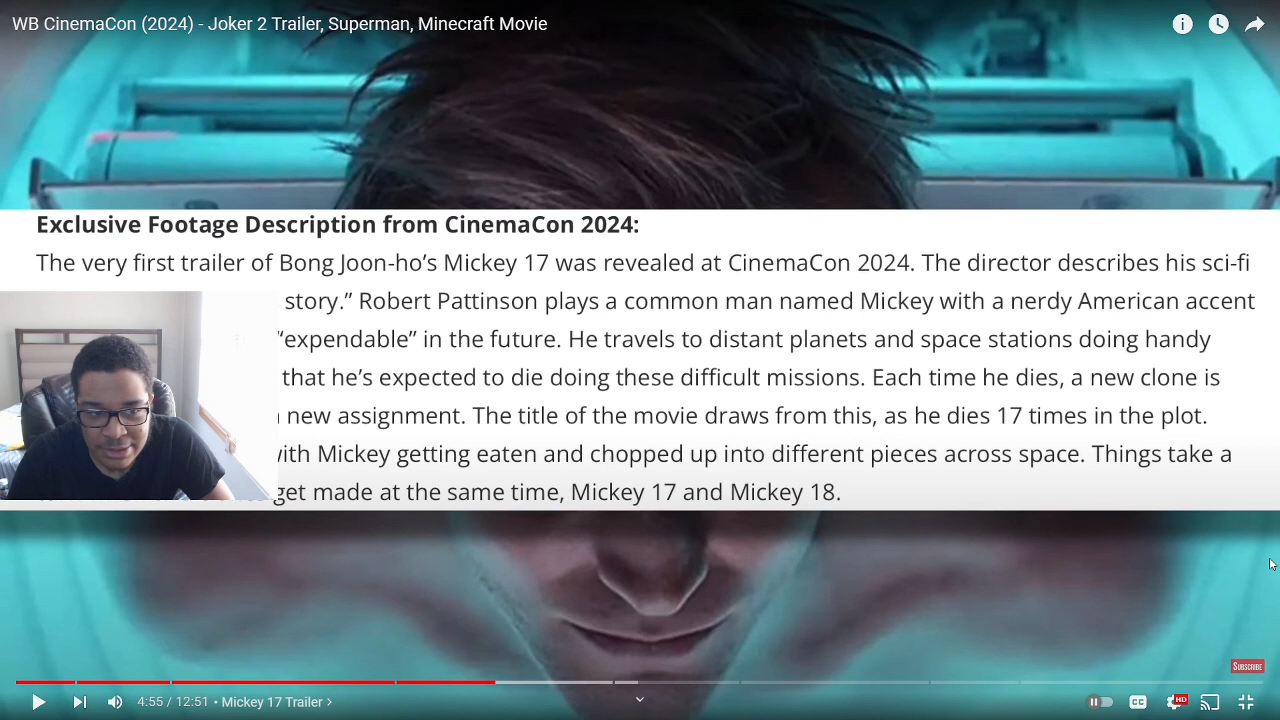 WB CinemaCon (2024) - Joker 2 Trailer, Superman, Minecraft Movie
Exclusive Footage Description from CinemaCon 2024:
The very first trailer of Bong Joon-ho’s Mickey 17 was revealed at CinemaCon 2024. The director describes his sci-fi
story.” Robert Pattinson plays a common man named Mickey with a nerdy American accent
“expendable” in the future. He travels to distant planets and space stations doing handy
that he’s expected to die doing these difficult missions. Each time he dies, a new clone is
new assignment. The title of the movie draws from this, as he dies 17 times in the plot.
with Mickey getting eaten and chopped up into different pieces across space. Things take a
get made at the same time, Mickey 17 and Mickey 18.
SUBSCRIBE
4:55 / 12:51 • Mickey 17 Trailer >
CC
HD